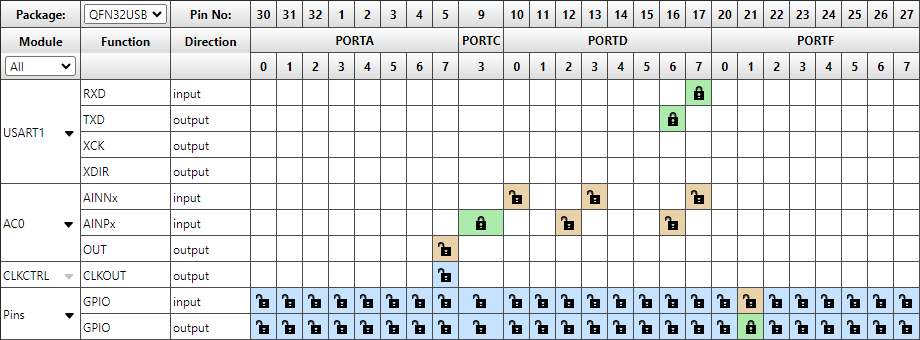 Package: QFN32USB Pin No: 30 31 32 1 2 3 4 5 9 10 11 12 13 14 15 16 17 20 21 22 23 24 25 26 27
Module Function Direction PORTA PORTC PORTD PORTF
All 0 1 2 3 4 5 6 7 3 0 1 2 3 4 5 6 7 0 1 2 3 4 5 6 7
USART1 RXD input
TXD output
XCK output
XDIR output
AC0 AINNx input
AINPx input
OUT output
CLKCTRL CLKOUT output
Pins GPIO input
GPIO output